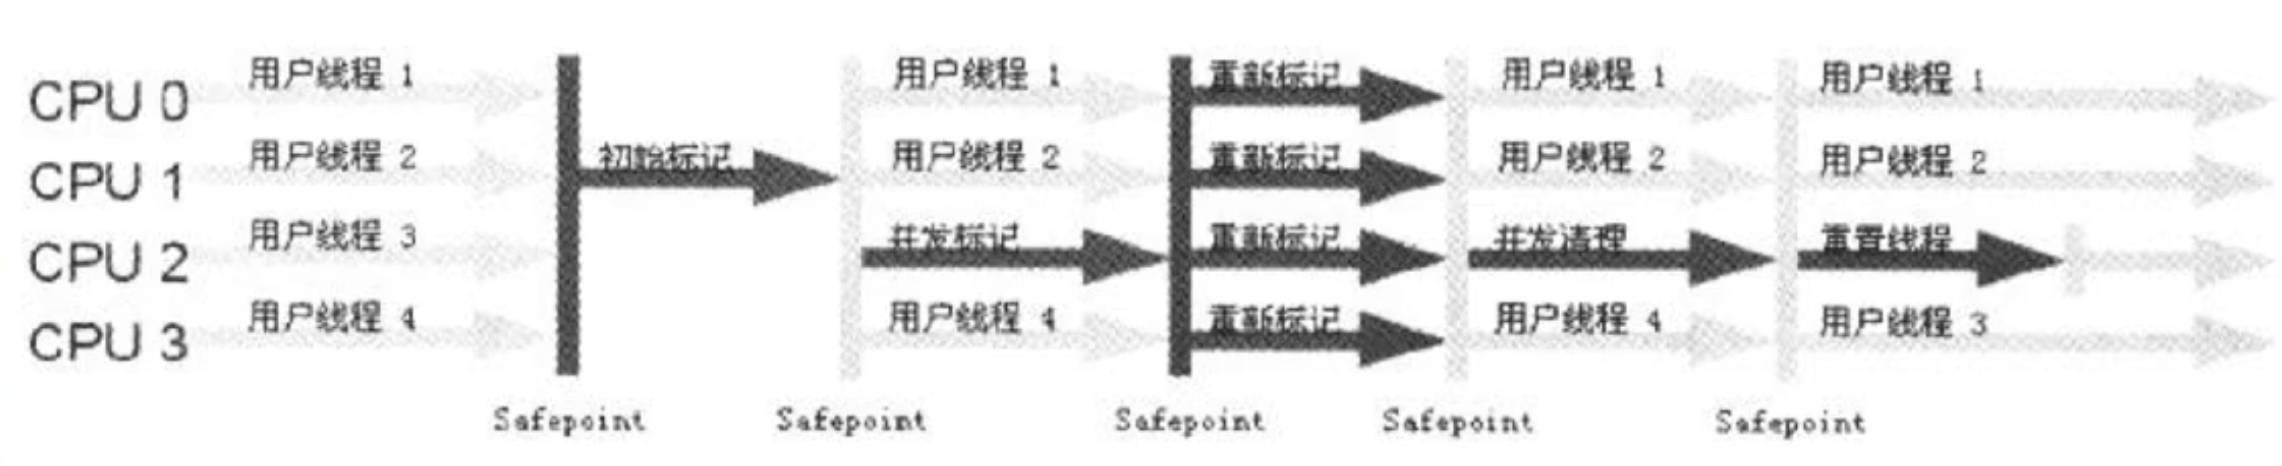 CPU 0 用户线程 1 用户线程 1 重新标记 用户线程 1 用户线程 1
CPU 1 用户线程 2 初始标记 用户线程 2 重新标记 用户线程 2 用户线程 2
CPU 2 用户线程 3 并发标记 重新标记 并发清理 重置线程
CPU 3 用户线程 4 用户线程 4 重新标记 用户线程 4 用户线程 3
Safepoint Safepoint Safepoint Safepoint Safepoint